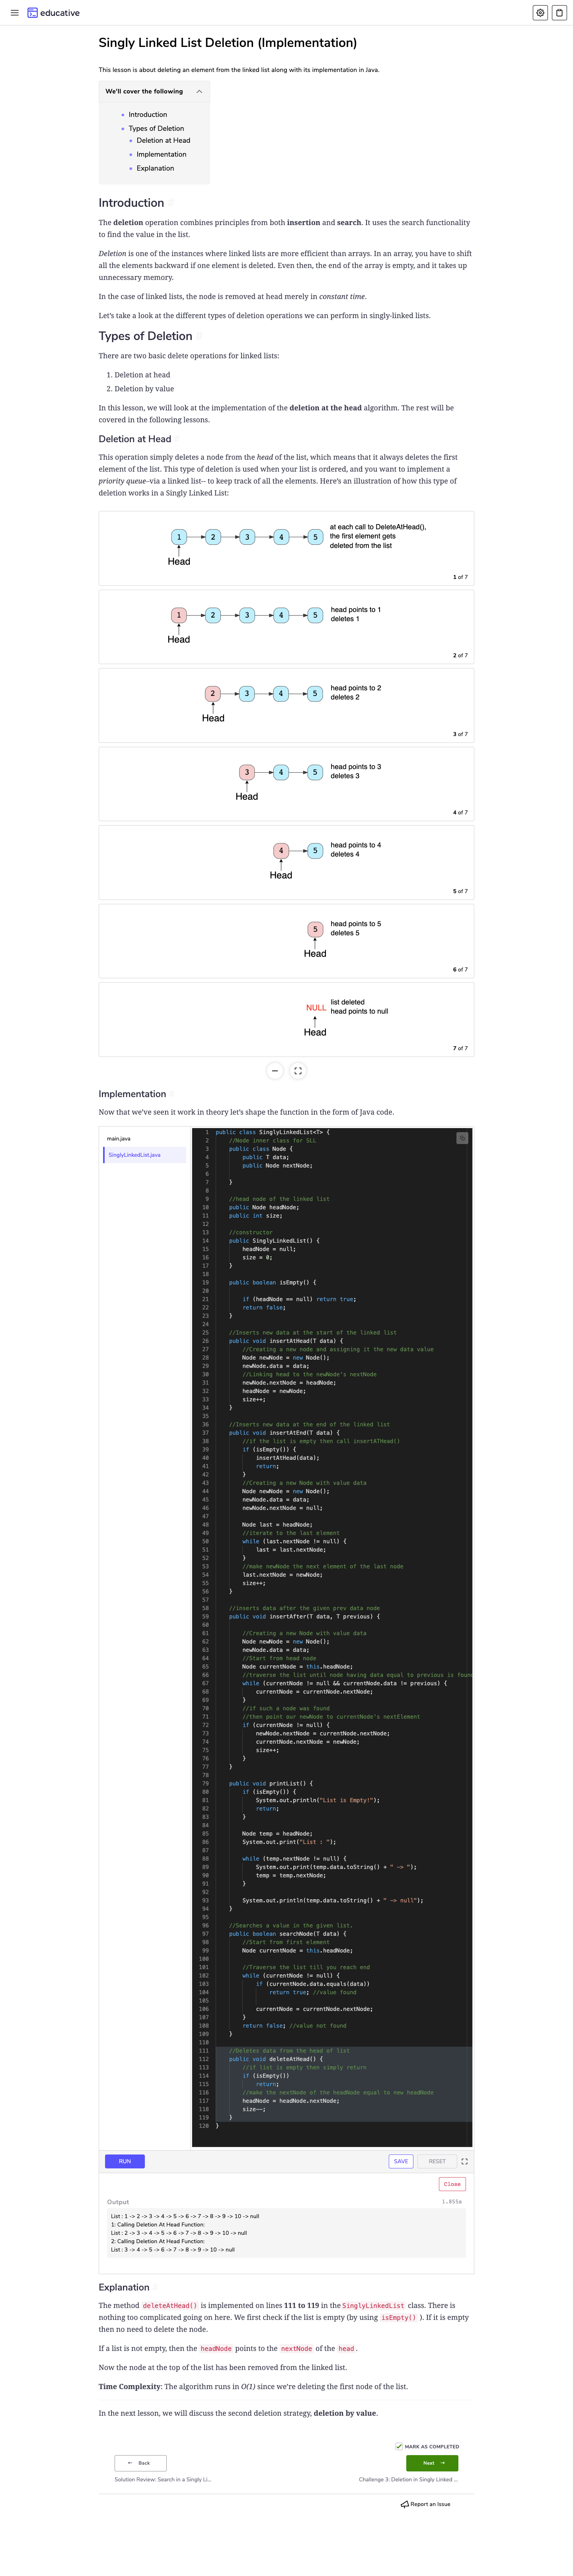 educative
Singly Linked List Deletion (Implementation)
This lesson is about deleting an element from the linked list along with its implementation in Java.
We'll cover the following
Introduction
Types of Deletion
Deletion at Head
Implementation
Explanation
Introduction #
The deletion operation combines principles from both insertion and search. It uses the search functionality
to find the value in the list.
Deletion is one of the instances where linked lists are more efficient than arrays. In an array, you have to shift
all the elements backward if one element is deleted. Even then, the end of the array is empty, and it takes up
unnecessary memory.
In the case of linked lists, the node is removed at head merely in constant time.
Let's take a look at the different types of deletion operations we can perform in singly-linked lists.
Types of Deletion #
There are two basic delete operations for linked lists:
1. Deletion at head
2. Deletion by value
In this lesson, we will look at the implementation of the deletion at the head algorithm. The rest will be
covered in the following lessons.
Deletion at Head
This operation simply deletes a node from the head of the list, which means that it always deletes the first
element of the list. This type of deletion is used when your list is ordered, and you want to implement a
priority queue–via a linked list– to keep track of all the elements. Here's an illustration of how this type of
deletion works in a Singly Linked List:
1 2 3 4 5
Head
at each call to DeleteAtHead(),
the first element gets
deleted from the list
1 of 7
1 2 3 4 5
Head
head points to 1
deletes 1
2 of 7
2 3 4 5
Head
head points to 2
deletes 2
3 of 7
3 4 5
Head
head points to 3
deletes 3
4 of 7
4 5
Head
head points to 4
deletes 4
5 of 7
5
Head
head points to 5
deletes 5
6 of 7
NULL
Head
list deleted
head points to null
7 of 7
Implementation #
Now that we've seen it work in theory let's shape the function in the form of Java code.
main.java
SinglyLinkedList.java
1 public class SinglyLinkedList<T> {
2 //Node inner class for SLL
3 public class Node {
4 public T data;
5 public Node nextNode;
6
7 }
8
9 //head node of the linked list
10 public Node headNode;
11 public int size;
12
13 //constructor
14 public SinglyLinkedList() {
15 headNode = null;
16 size = 0;
17 }
18
19 public boolean isEmpty() {
20
21 if (headNode == null) return true;
22 return false;
23 }
24
25 //Inserts new data at the start of the linked list
26 public void insertAtHead(T data) {
27 //Creating a new node and assigning it the new data value
28 Node newNode = new Node();
29 newNode.data = data;
30 //Linking head to the newNode's nextNode
31 newNode.nextNode = headNode;
32 headNode = newNode;
33 size++;
34 }
35
36 //Inserts new data at the end of the linked list
37 public void insertAtEnd(T data) {
38 //if the list is empty then call insertATHead()
39 if (isEmpty()) {
40 insertAtHead(data);
41 return;
42 }
43 //Creating a new Node with value data
44 Node newNode = new Node();
45 newNode.data = data;
46 newNode.nextNode = null;
47
48 Node last = headNode;
49 //iterate to the last element
50 while (last.nextNode != null) {
51 last = last.nextNode;
52 }
53 //make newNode the next element of the last node
54 last.nextNode = newNode;
55 size++;
56 }
57
58 //inserts data after the given prev data node
59 public void insertAfter(T data, T previous) {
60
61 //Creating a new Node with value data
62 Node newNode = new Node();
63 newNode.data = data;
64 //Start from head node
65 Node currentNode = this.headNode;
66 //traverse the list until node having data equal to previous is foun
67 while (currentNode != null && currentNode.data != previous) {
68 currentNode = currentNode.nextNode;
69 }
70 //if such a node was found
71 //then point our newNode to currentNode's nextElement
72 if (currentNode != null) {
73 newNode.nextNode = currentNode.nextNode;
74 currentNode.nextNode = newNode;
75 size++;
76 }
77 }
78
79 public void printList() {
80 if (isEmpty()) {
81 System.out.println("List is Empty!");
82 return;
83 }
84
85 Node temp = headNode;
86 System.out.print("List : ");
87
88 while (temp.nextNode != null) {
89 System.out.print(temp.data.toString() + " -> ");
90 temp = temp.nextNode;
91 }
92
93 System.out.println(temp.data.toString() + " -> null");
94 }
95
96 //Searches a value in the given list.
97 public boolean searchNode(T data) {
98 //Start from first element
99 Node currentNode = this.headNode;
100
101 //Traverse the list till you reach end
102 while (currentNode != null) {
103 if (currentNode.data.equals(data))
104 return true; //value found
105
106 currentNode = currentNode.nextNode;
107 }
108 return false; //value not found
109 }
110
111 //Deletes data from the head of list
112 public void deleteAtHead() {
113 //if list is empty then simply return
114 if (isEmpty())
115 return;
116 //make the nextNode of the headNode equal to new headNode
117 headNode = headNode.nextNode;
118 size--;
119 }
120 }
RUN
SAVE
RESET
Close
Output
1.855s
List : 1 -> 2 -> 3 -> 4 -> 5 -> 6 -> 7 -> 8 -> 9 -> 10 -> null
1: Calling Deletion At Head Function:
List : 2 -> 3 -> 4 -> 5 -> 6 -> 7 -> 8 -> 9 -> 10 -> null
2: Calling Deletion At Head Function:
List : 3 -> 4 -> 5 -> 6 -> 7 -> 8 -> 9 -> 10 -> null
Explanation #
The method deleteAtHead() is implemented on lines 111 to 119 in the SinglyLinkedList class. There is
nothing too complicated going on here. We first check if the list is empty (by using isEmpty() ). If it is empty
then no need to delete the node.
If a list is not empty, then the headNode points to the nextNode of the head.
Now the node at the top of the list has been removed from the linked list.
Time Complexity: The algorithm runs in O(1) since we're deleting the first node of the list.
In the next lesson, we will discuss the second deletion strategy, deletion by value.
MARK AS COMPLETED
← Back
Next →
Solution Review: Search in a Singly Li...
Challenge 3: Deletion in Singly Linked ...
Report an Issue